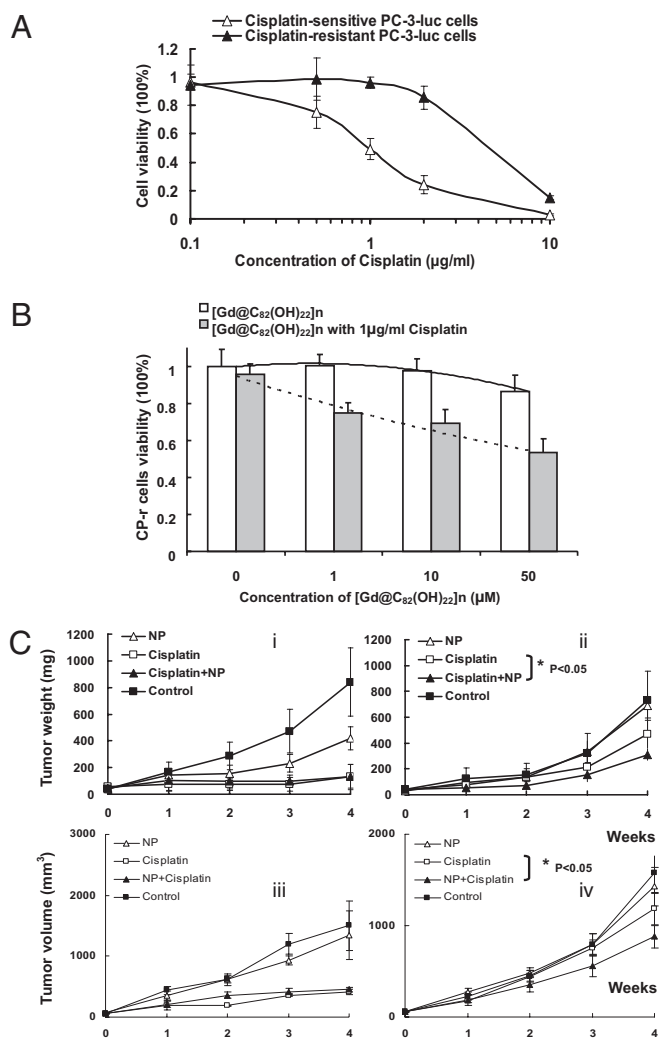 A
Cisplatin-sensitive PC-3-luc cells
Cisplatin-resistant PC-3-luc cells
Cell viability (100%)
1.2
1
0.8
0.6
0.4
0.2
0
0.1 1 10
Concentration of Cisplatin (µg/ml)
B
[Gd@C₈₂(OH)₂₂]n
[Gd@C₈₂(OH)₂₂]n with 1µg/ml Cisplatin
CP-r cells viability (100%)
1
0.8
0.6
0.4
0.2
0
0 1 10 50
Concentration of [Gd@C₈₂(OH)₂₂]n (µM)
C
Tumor weight (mg)
1200
1000
800
600
400
200
0
NP
Cisplatin
Cisplatin+NP
Control
i
0 1 2 3 4
1200
1000
800
600
400
200
0
NP
Cisplatin
Cisplatin+NP
Control
* P<0.05
ii
0 1 2 3 4
Weeks
Tumor volume (mm³)
3000
2000
1000
0
NP
Cisplatin
NP+Cisplatin
Control
iii
0 1 2 3 4
2000
1000
0
NP
Cisplatin
NP+Cisplatin
Control
* P<0.05
iv
Weeks
0 1 2 3 4